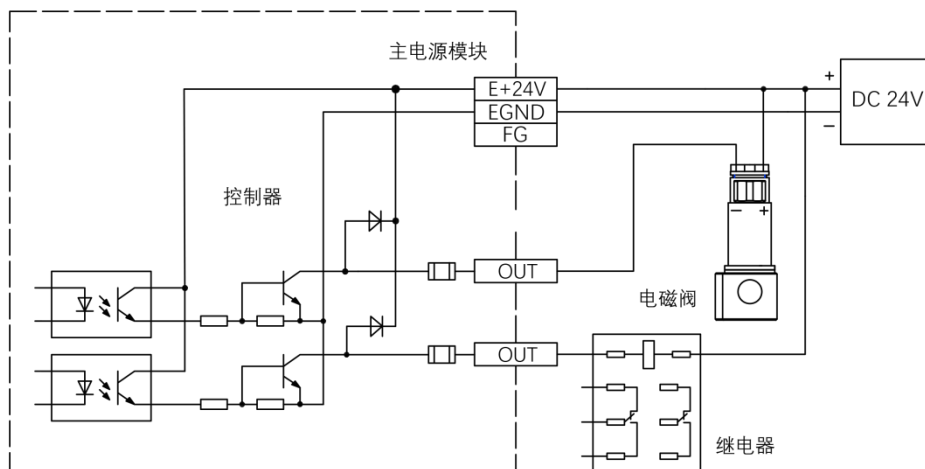 主电源模块
+
E+24V
DC 24V
EGND
−
FG
控制器
− +
OUT
电磁阀
OUT
继电器